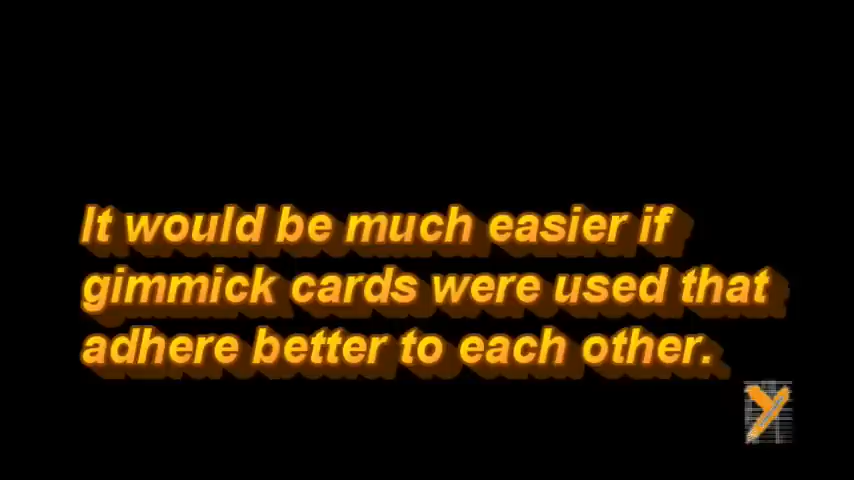 It would be much easier if
gimmick cards were used that
adhere better to each other.